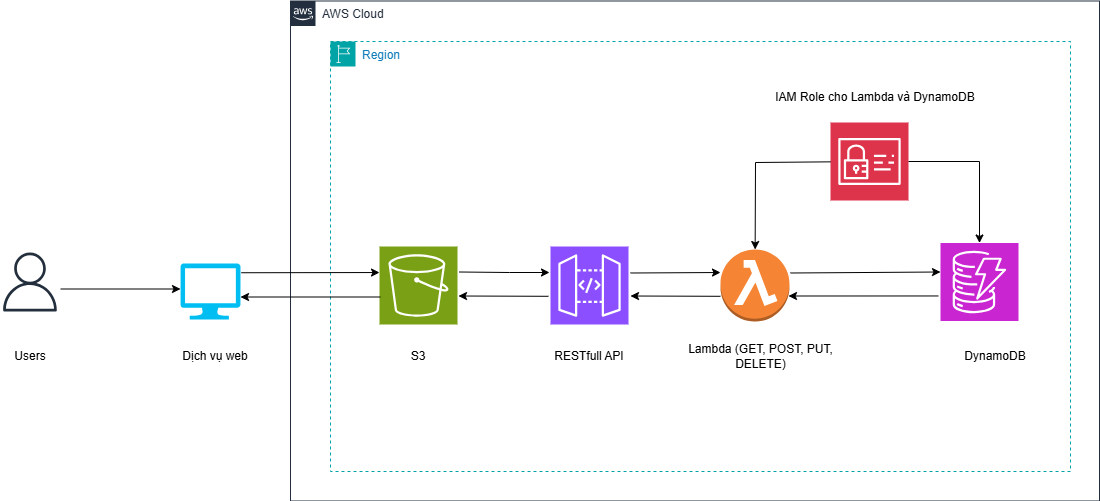 aws AWS Cloud
Region
IAM Role cho Lambda và DynamoDB
</>
Users
Dịch vụ web
S3
RESTfull API
Lambda (GET, POST, PUT,
DELETE)
DynamoDB